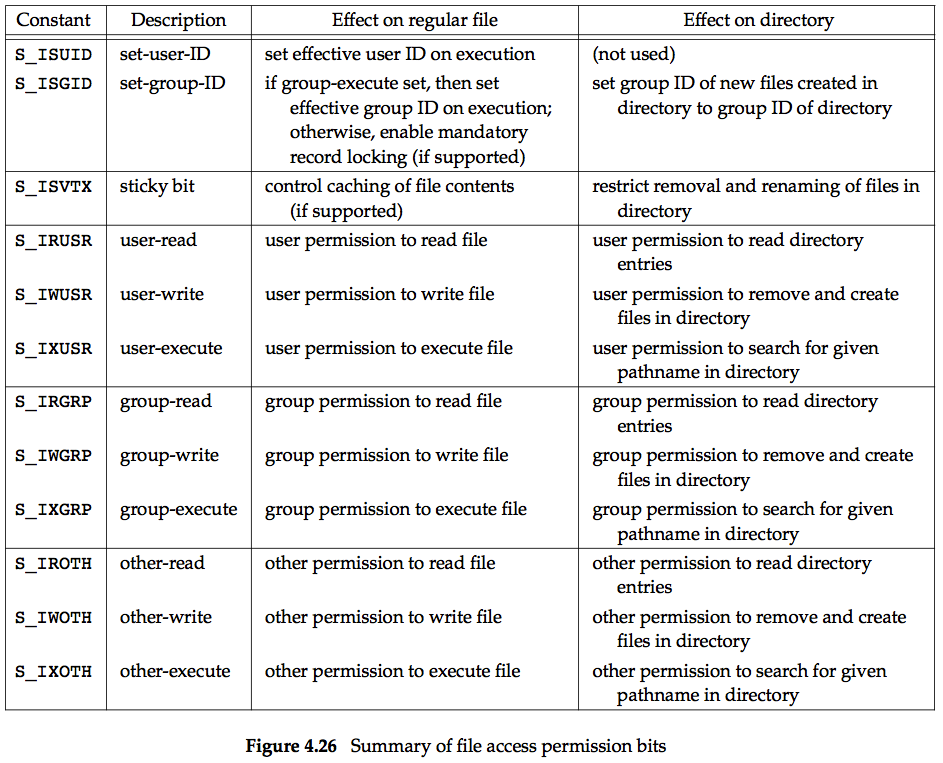 Constant Description Effect on regular file Effect on directory
S_ISUID set-user-ID set effective user ID on execution (not used)
S_ISGID set-group-ID if group-execute set, then set set group ID of new files created in
effective group ID on execution; directory to group ID of directory
otherwise, enable mandatory
record locking (if supported)
S_ISVTX sticky bit control caching of file contents restrict removal and renaming of files in
(if supported) directory
S_IRUSR user-read user permission to read file user permission to read directory
entries
S_IWUSR user-write user permission to write file user permission to remove and create
files in directory
S_IXUSR user-execute user permission to execute file user permission to search for given
pathname in directory
S_IRGRP group-read group permission to read file group permission to read directory
entries
S_IWGRP group-write group permission to write file group permission to remove and create
files in directory
S_IXGRP group-execute group permission to execute file group permission to search for given
pathname in directory
S_IROTH other-read other permission to read file other permission to read directory
entries
S_IWOTH other-write other permission to write file other permission to remove and create
files in directory
S_IXOTH other-execute other permission to execute file other permission to search for given
pathname in directory
Figure 4.26 Summary of file access permission bits